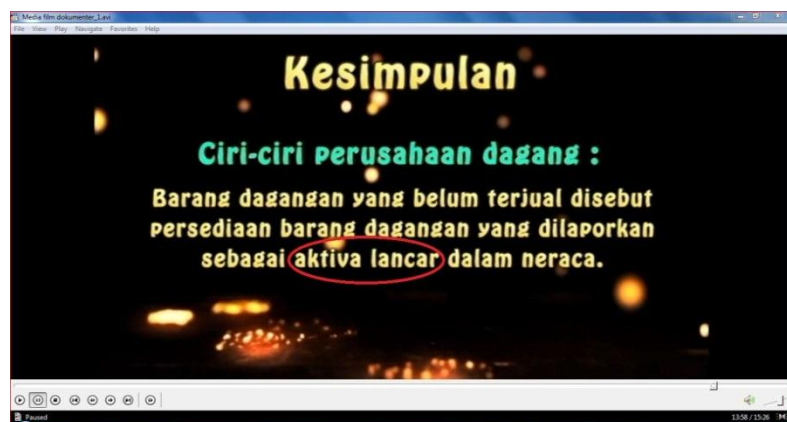 Media film dokumenter_1.avi
File View Play Navigate Favorites Help
Kesimpulan
Ciri-ciri perusahaan dagang :
Barang dagangan yang belum terjual disebut
persediaan barang dagangan yang dilaporkan
sebagai aktiva lancar dalam neraca.
Paused
13:58 / 15:26